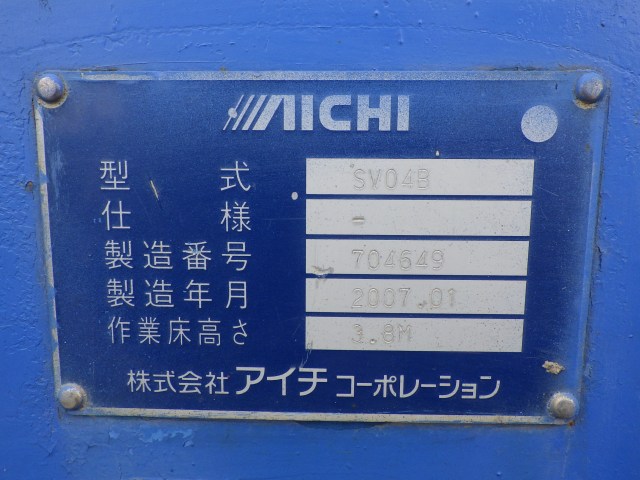 AICHI
型式 SV04B
仕様 -
製造番号 704649
製造年月 2007.01
作業床高さ 3.8M
株式会社アイチコーポレーション